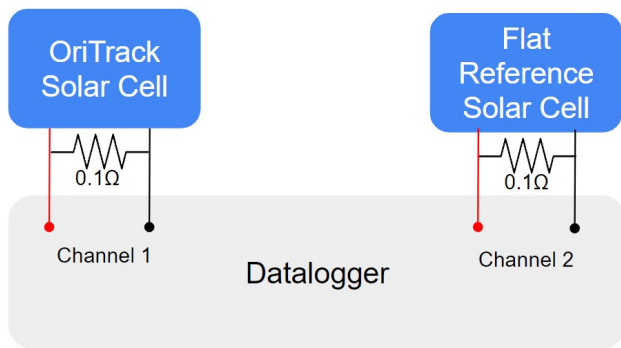 OriTrack
Solar Cell
Flat
Reference
Solar Cell
0.1Ω
0.1Ω
Channel 1
Channel 2
Datalogger